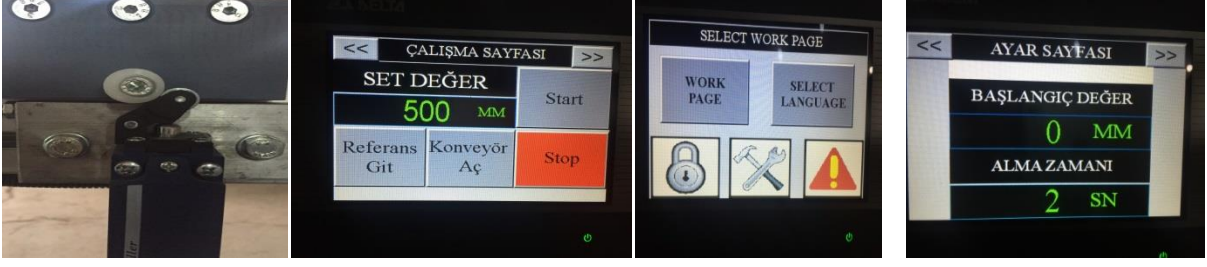 << ÇALIŞMA SAYFASI >>
SET DEĞER
500 MM
Start
Referans Git
Konveyör Aç
Stop
SELECT WORK PAGE
WORK PAGE
SELECT LANGUAGE
<< AYAR SAYFASI >>
BAŞLANGIÇ DEĞER
0 MM
ALMA ZAMANI
2 SN